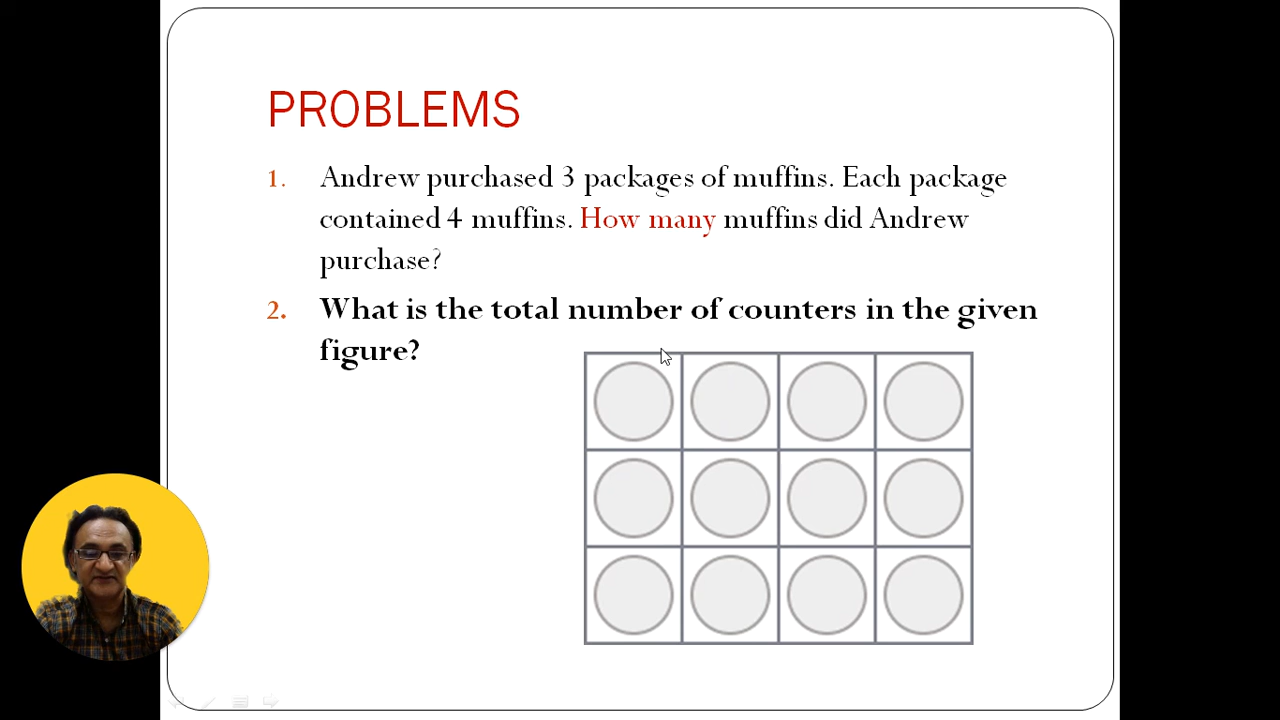 PROBLEMS
1. Andrew purchased 3 packages of muffins. Each package
contained 4 muffins. How many muffins did Andrew
purchase?
2. What is the total number of counters in the given
figure?